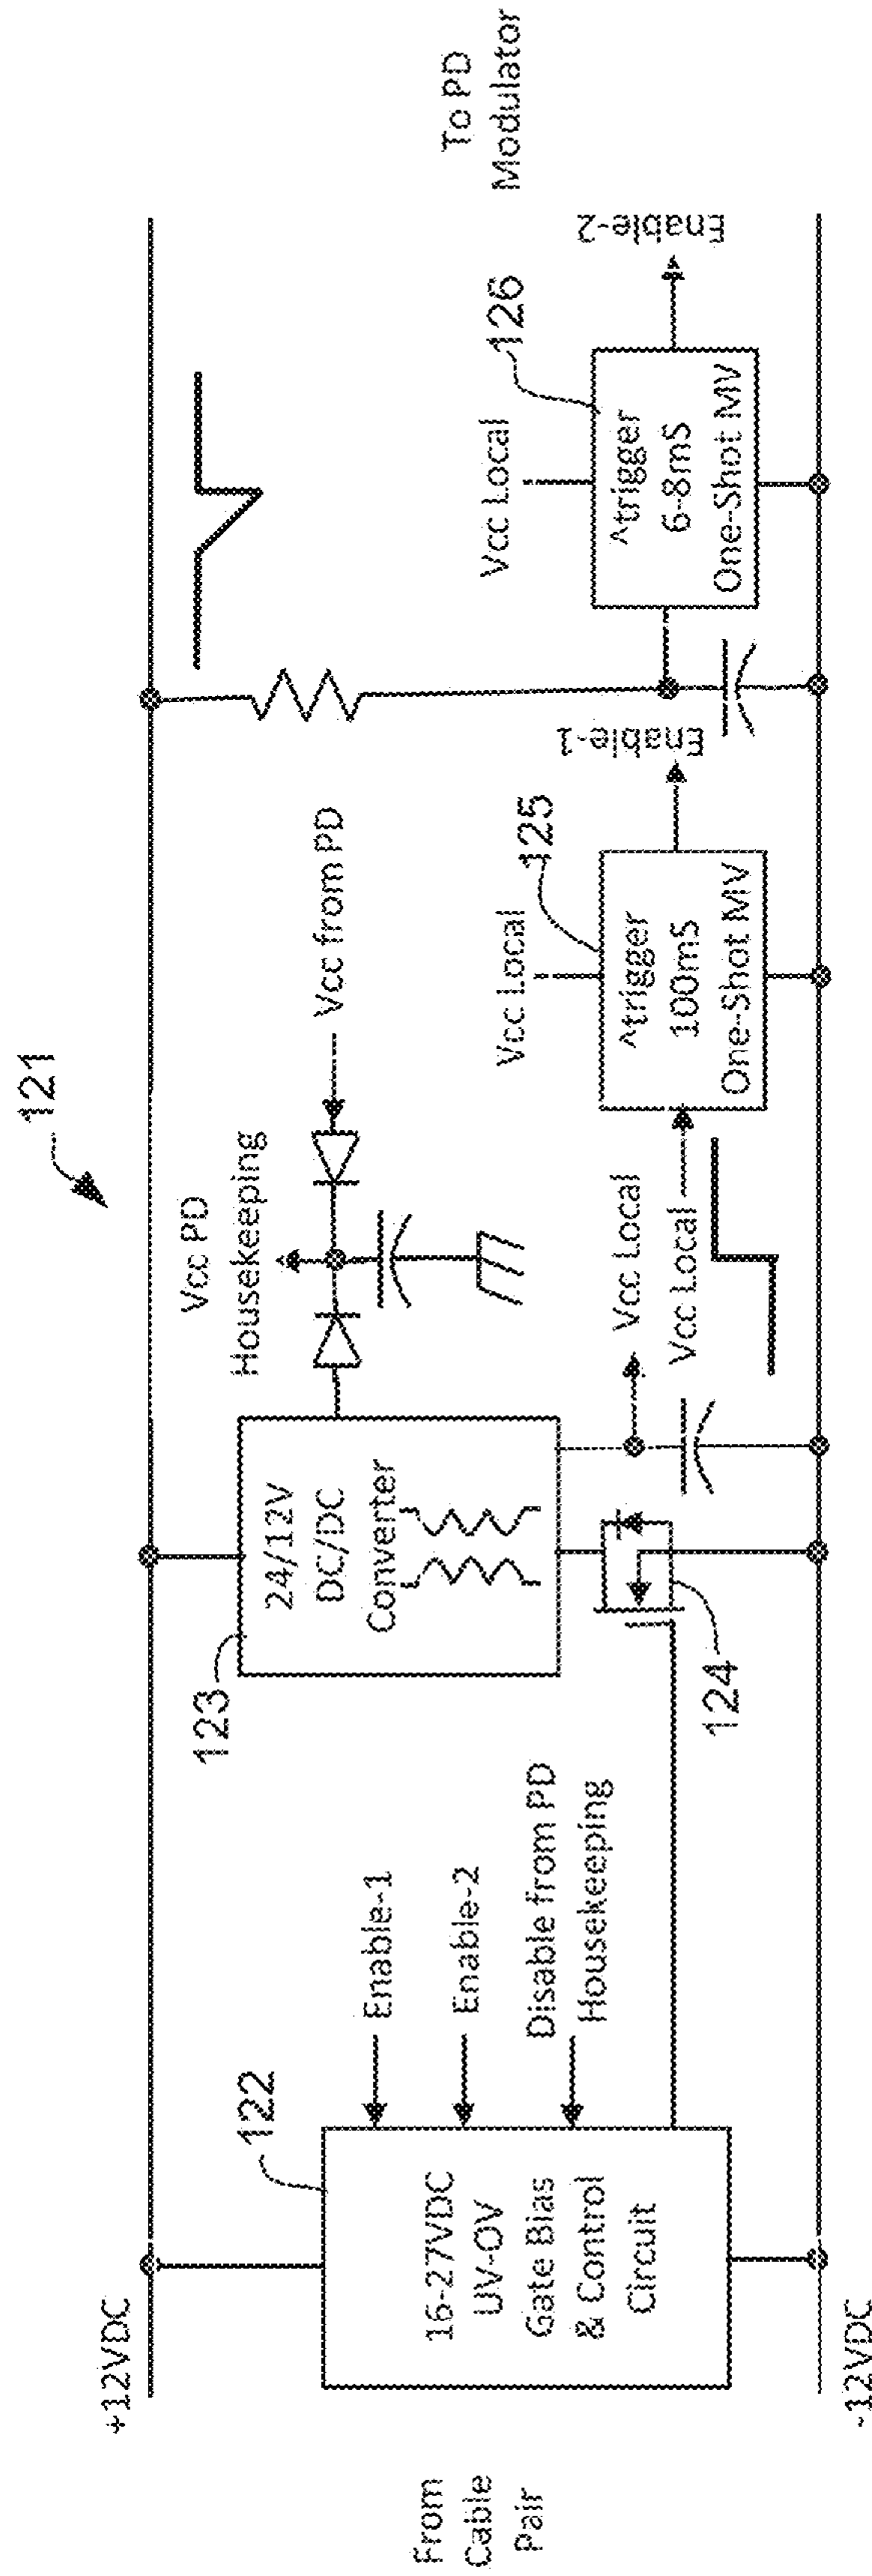 121
From
Cable
Pair
+12VDC
-12VDC
122
16-27VDC
UV-OV
Gate Bias
& Control
Circuit
Enable-1
Enable-2
Disable from PD
Housekeeping
123
24/12V
DC/DC
Converter
124
Vcc PD
Housekeeping
Vcc from PD
Vcc Local
Vcc Local
Vcc Local
125
^trigger
100mS
One-Shot MV
Enable-1
Vcc Local
126
^trigger
6-8mS
One-Shot MV
Enable-2
To PD
Modulator